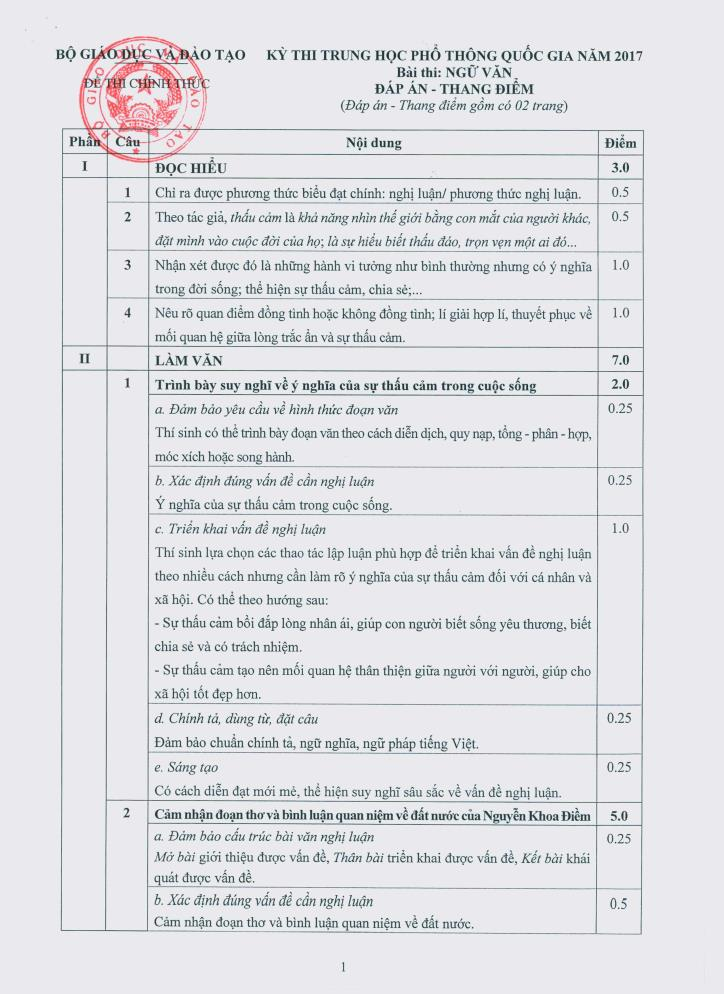 BỘ GIÁO DỤC VÀ ĐÀO TẠO
ĐỀ THI CHÍNH THỨC
BỘ GIÁO DỤC VÀ ĐÀO TẠO
KỲ THI TRUNG HỌC PHỔ THÔNG QUỐC GIA NĂM 2017
Bài thi: NGỮ VĂN
ĐÁP ÁN - THANG ĐIỂM
(Đáp án - Thang điểm gồm có 02 trang)
Phần Câu Nội dung Điểm
I ĐỌC HIỂU 3.0
1 Chỉ ra được phương thức biểu đạt chính: nghị luận/ phương thức nghị luận. 0.5
2 Theo tác giả, thấu cảm là khả năng nhìn thế giới bằng con mắt của người khác, 0.5
đặt mình vào cuộc đời của họ; là sự hiểu biết thấu đáo, trọn vẹn một ai đó...
3 Nhận xét được đó là những hành vi tưởng như bình thường nhưng có ý nghĩa 1.0
trong đời sống; thể hiện sự thấu cảm, chia sẻ;...
4 Nêu rõ quan điểm đồng tình hoặc không đồng tình; lí giải hợp lí, thuyết phục về 1.0
mối quan hệ giữa lòng trắc ẩn và sự thấu cảm.
II LÀM VĂN 7.0
1 Trình bày suy nghĩ về ý nghĩa của sự thấu cảm trong cuộc sống 2.0
a. Đảm bảo yêu cầu về hình thức đoạn văn 0.25
Thí sinh có thể trình bày đoạn văn theo cách diễn dịch, quy nạp, tổng - phân - hợp,
móc xích hoặc song hành.
b. Xác định đúng vấn đề cần nghị luận 0.25
Ý nghĩa của sự thấu cảm trong cuộc sống.
c. Triển khai vấn đề nghị luận 1.0
Thí sinh lựa chọn các thao tác lập luận phù hợp để triển khai vấn đề nghị luận
theo nhiều cách nhưng cần làm rõ ý nghĩa của sự thấu cảm đối với cá nhân và
xã hội. Có thể theo hướng sau:
- Sự thấu cảm bồi đắp lòng nhân ái, giúp con người biết sống yêu thương, biết
chia sẻ và có trách nhiệm.
- Sự thấu cảm tạo nên mối quan hệ thân thiện giữa người với người, giúp cho
xã hội tốt đẹp hơn.
d. Chính tả, dùng từ, đặt câu 0.25
Đảm bảo chuẩn chính tả, ngữ nghĩa, ngữ pháp tiếng Việt.
e. Sáng tạo 0.25
Có cách diễn đạt mới mẻ, thể hiện suy nghĩ sâu sắc về vấn đề nghị luận.
2 Cảm nhận đoạn thơ và bình luận quan niệm về đất nước của Nguyễn Khoa Điềm 5.0
a. Đảm bảo cấu trúc bài văn nghị luận 0.25
Mở bài giới thiệu được vấn đề, Thân bài triển khai được vấn đề, Kết bài khái
quát được vấn đề.
b. Xác định đúng vấn đề cần nghị luận 0.5
Cảm nhận đoạn thơ và bình luận quan niệm về đất nước.
1